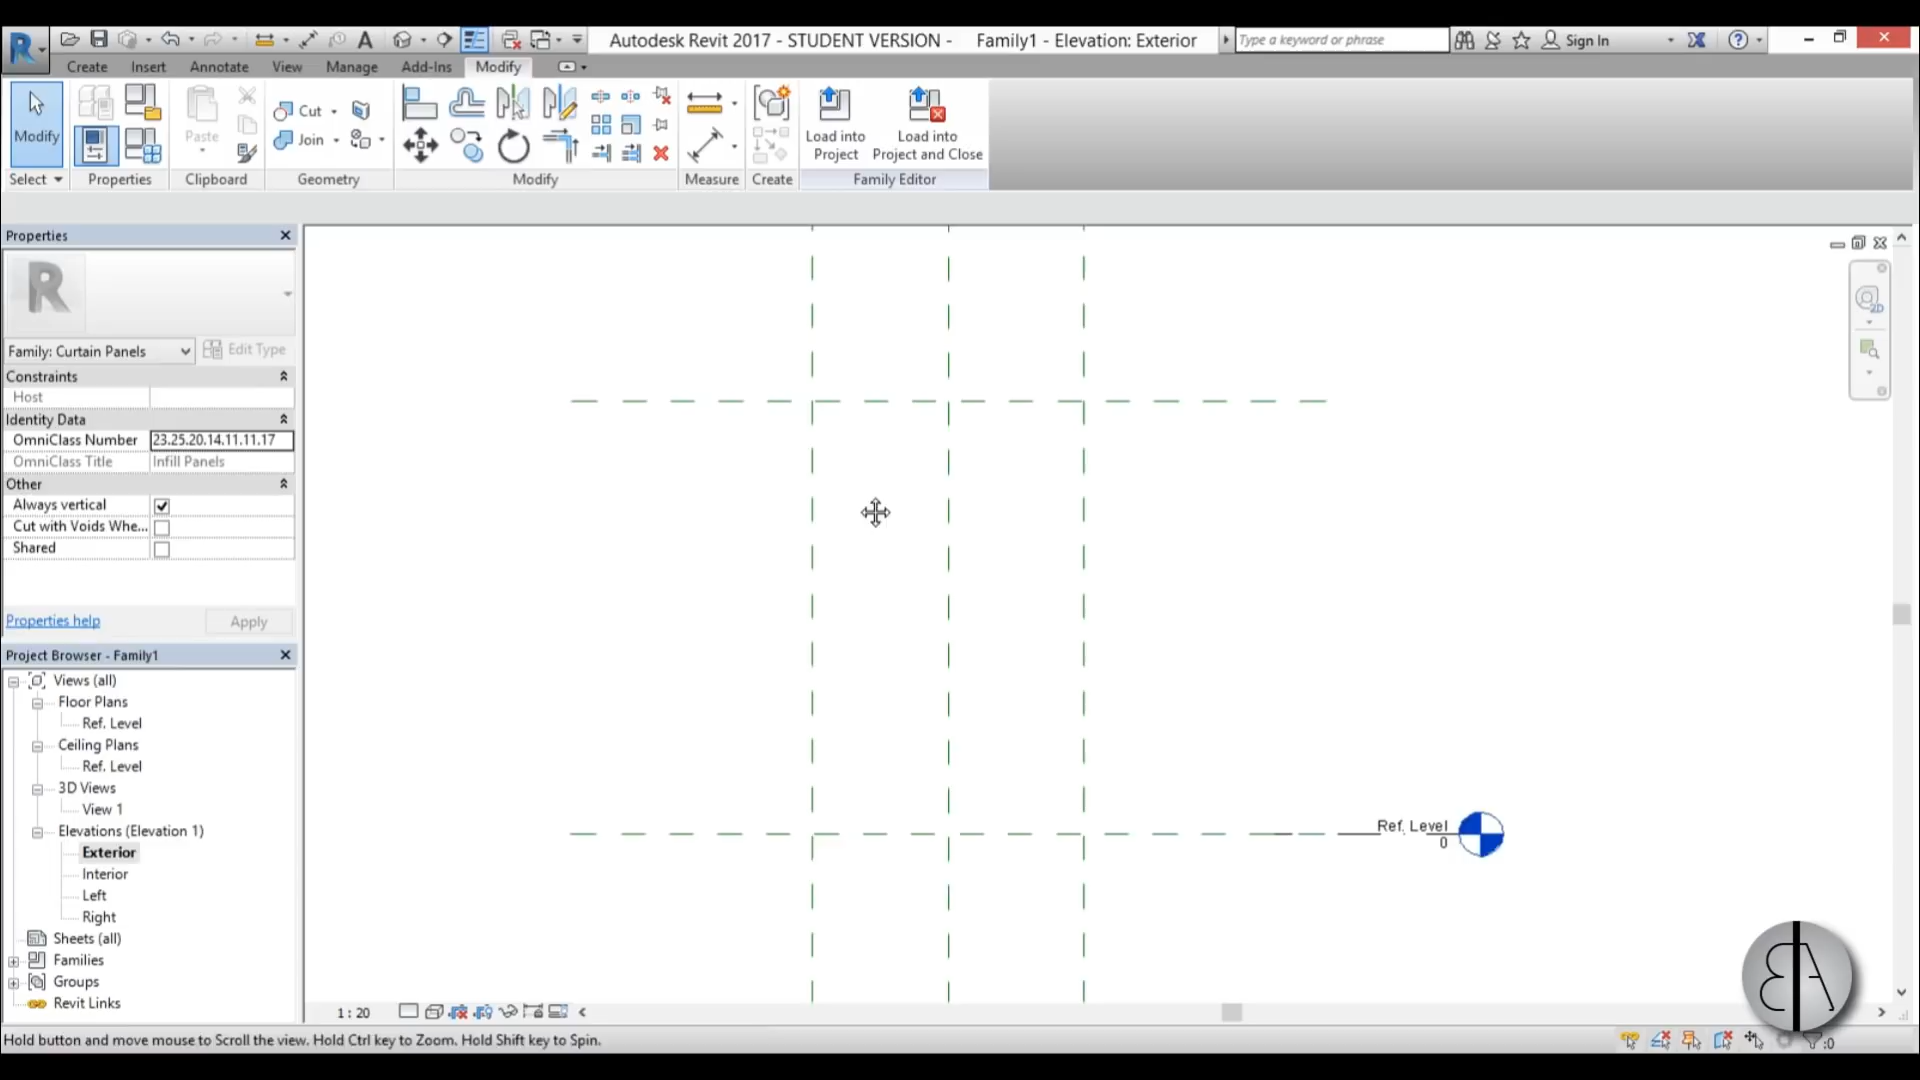 Autodesk Revit 2017 - STUDENT VERSION - Family1 - Elevation: Exterior
Type a keyword or phrase
Sign In
Create Insert Annotate View Manage Add-Ins Modify
Modify
Paste
Cut
Join
Load into Project
Load into Project and Close
Select Properties Clipboard Geometry Modify Measure Create Family Editor
Properties
R
Family: Curtain Panels
Edit Type
Constraints
Host
Identity Data
OmniClass Number 23.25.20.14.11.11.17
OmniClass Title Infill Panels
Other
Always vertical
Cut with Voids Whe...
Shared
Properties help
Apply
Project Browser - Family1
Views (all)
Floor Plans
Ref. Level
Ceiling Plans
Ref. Level
3D Views
View 1
Elevations (Elevation 1)
Exterior
Interior
Left
Right
Sheets (all)
Families
Groups
Revit Links
2D
Ref. Level
0
1 : 20
Hold button and move mouse to Scroll the view. Hold Ctrl key to Zoom. Hold Shift key to Spin.
:0